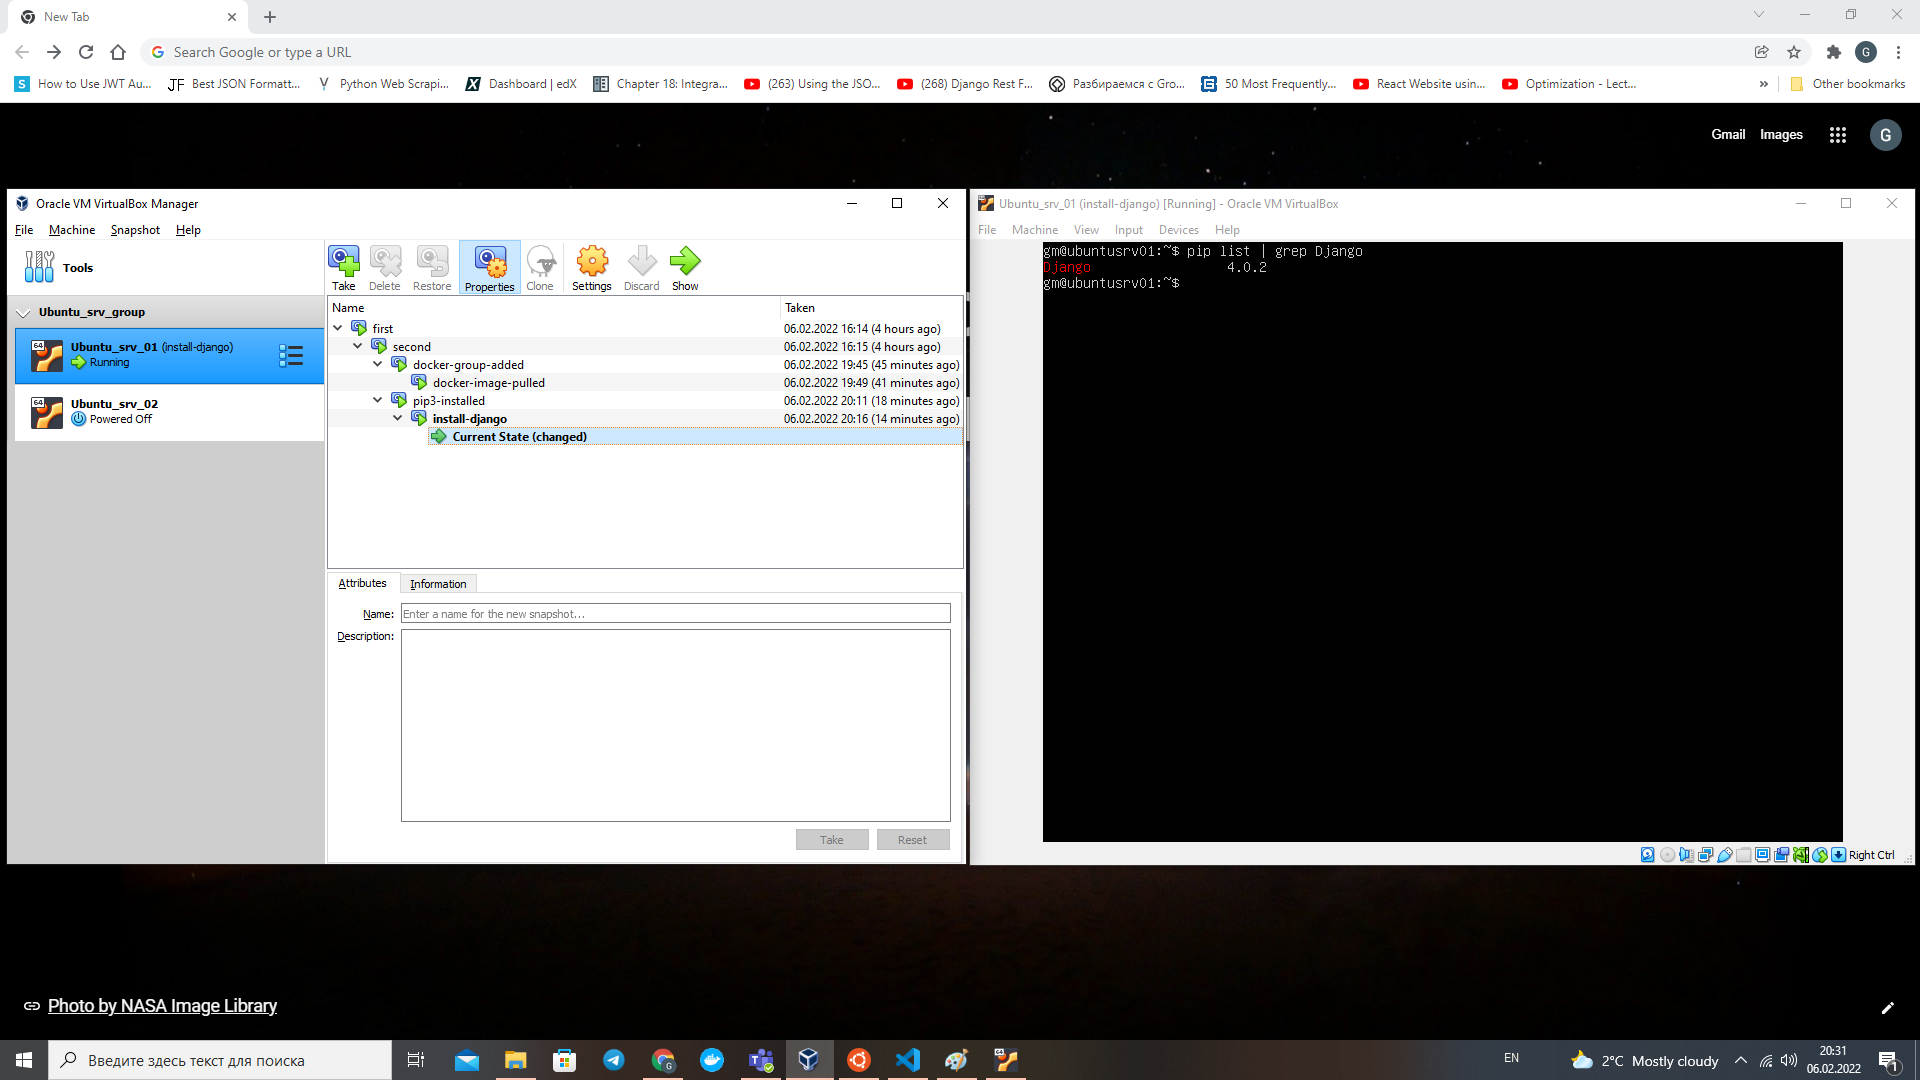 New Tab
Search Google or type a URL
G
S How to Use JWT Au... JF Best JSON Formatt... Python Web Scrapi... Dashboard | edX Chapter 18: Integra... (263) Using the JSO... (268) Django Rest F... Разбираемся с Gro... 50 Most Frequently... React Website usin... Optimization - Lect... » Other bookmarks
Gmail Images G
Oracle VM VirtualBox Manager
File Machine Snapshot Help
Tools
Take Delete Restore Properties Clone Settings Discard Show
Ubuntu_srv_group
64 Ubuntu_srv_01 (install-django)
Running
64 Ubuntu_srv_02
Powered Off
Name Taken
first 06.02.2022 16:14 (4 hours ago)
second 06.02.2022 16:15 (4 hours ago)
docker-group-added 06.02.2022 19:45 (45 minutes ago)
docker-image-pulled 06.02.2022 19:49 (41 minutes ago)
pip3-installed 06.02.2022 20:11 (18 minutes ago)
install-django 06.02.2022 20:16 (14 minutes ago)
Current State (changed)
Attributes Information
Name: Enter a name for the new snapshot...
Description:
Take Reset
Ubuntu_srv_01 (install-django) [Running] - Oracle VM VirtualBox
File Machine View Input Devices Help
gm@ubuntusrv01:~$ pip list | grep Django
Django 4.0.2
gm@ubuntusrv01:~$
Right Ctrl
Photo by NASA Image Library
Введите здесь текст для поиска
EN
2°C Mostly cloudy
20:31
06.02.2022
1